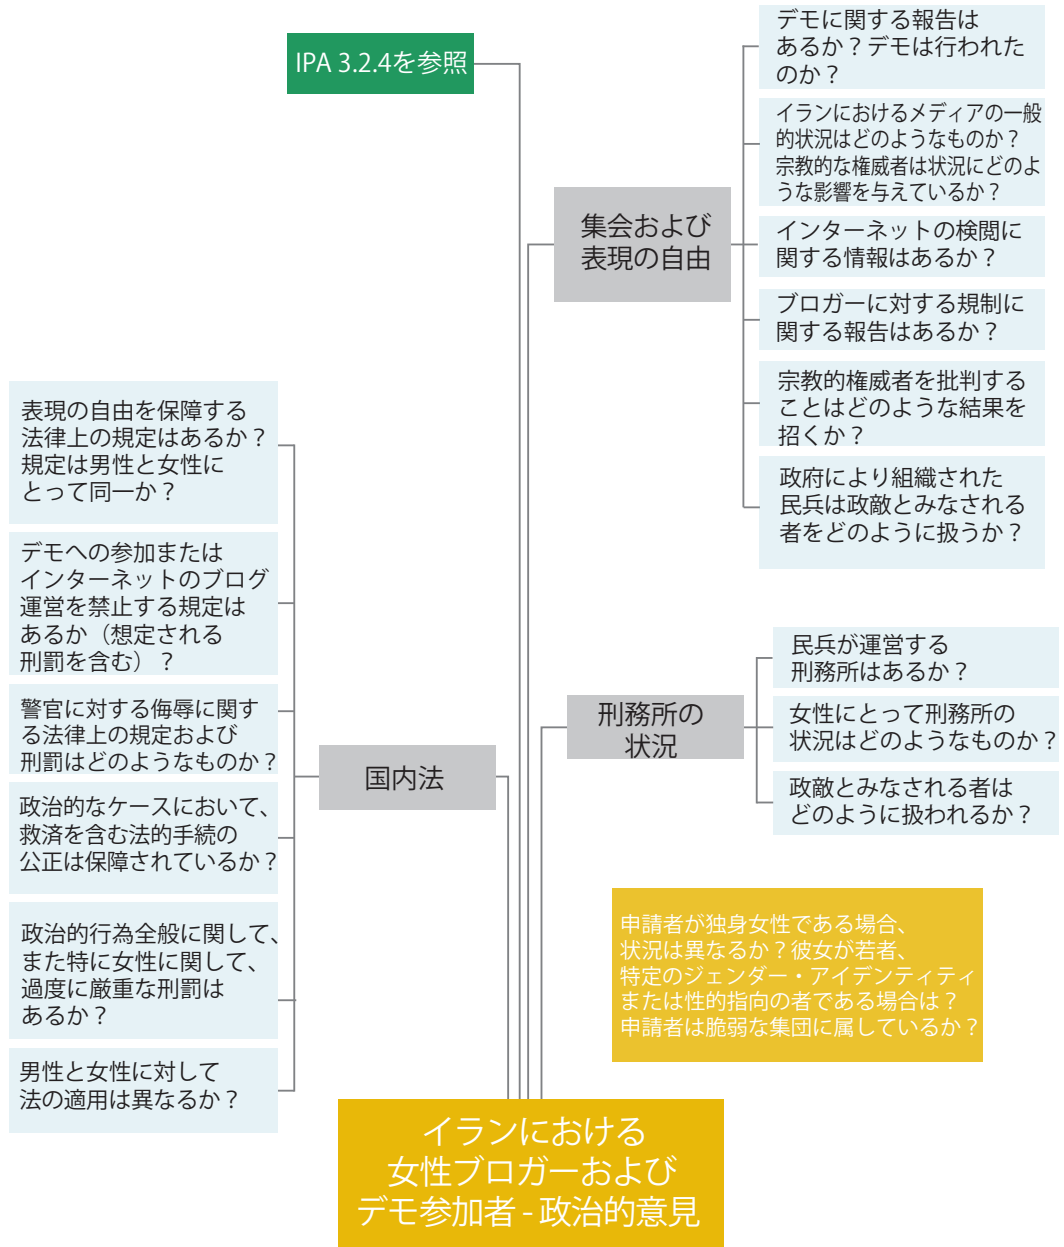 IPA 3.2.4を参照
デモに関する報告は
あるか？デモは行われた
のか？
イランにおけるメディアの一般
的状況はどのようなものか？
宗教的な権威者は状況にどのよ
うな影響を与えているか？
集会および
表現の自由
インターネットの検閲に
関する情報はあるか？
ブロガーに対する規制に
関する報告はあるか？
宗教的権威者を批判する
ことはどのような結果を
招くか？
政府により組織された
民兵は政敵とみなされる
者をどのように扱うか？
表現の自由を保障する
法律上の規定はあるか？
規定は男性と女性に
とって同一か？
デモへの参加または
インターネットのブログ
運営を禁止する規定は
あるか（想定される
刑罰を含む）？
警官に対する侮辱に関す
る法律上の規定および
刑罰はどのようなものか？
国内法
政治的なケースにおいて、
救済を含む法的手続の
公正は保障されているか？
政治的行為全般に関して、
また特に女性に関して、
過度に厳重な刑罰は
あるか？
男性と女性に対して
法の適用は異なるか？
刑務所の
状況
民兵が運営する
刑務所はあるか？
女性にとって刑務所の
状況はどのようなものか？
政敵とみなされる者は
どのように扱われるか？
申請者が独身女性である場合、
状況は異なるか？彼女が若者、
特定のジェンダー・アイデンティティ
または性的指向の者である場合は？
申請者は脆弱な集団に属しているか？
イランにおける
女性ブロガーおよび
デモ参加者 - 政治的意見